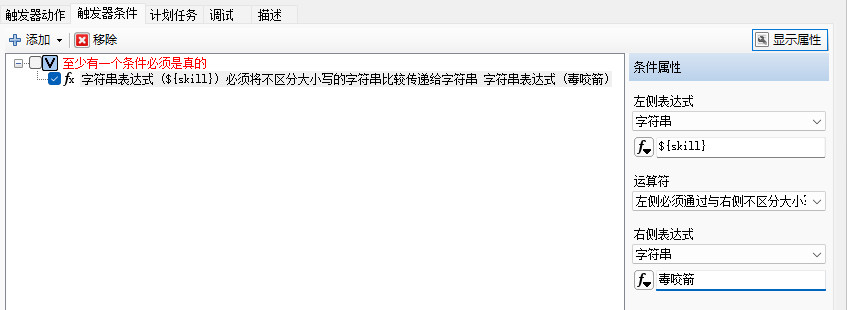 触发器动作 触发器条件 计划任务 调试 描述
添加 移除 显示属性
至少有一个条件必须是真的
fx 字符串表达式（${skill}）必须将不区分大小写的字符串比较传递给字符串 字符串表达式（毒咬箭）
条件属性
左侧表达式
字符串
f ${skill}
运算符
左侧必须通过与右侧不区分大小
右侧表达式
字符串
f 毒咬箭